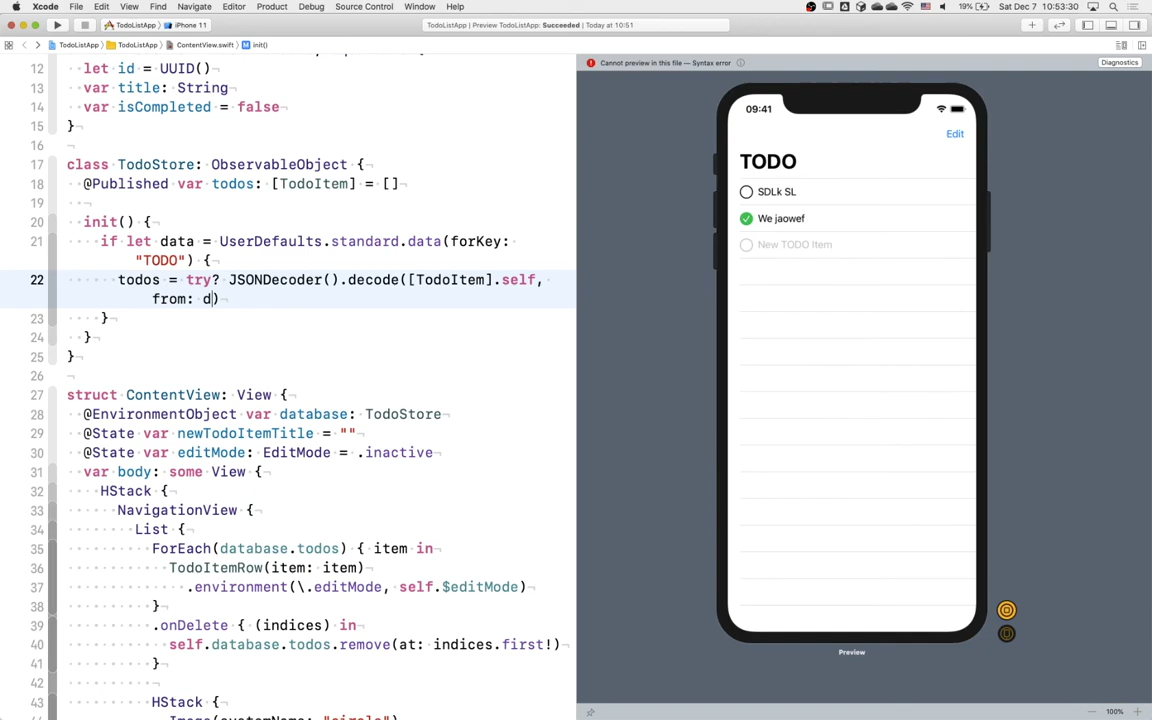 Xcode File Edit View Find Navigate Editor Product Debug Source Control Window Help 19% Sat Dec 7 10:53:30
TodoListApp iPhone 11 TodoListApp | Preview TodoListApp: Succeeded | Today at 10:51
TodoListApp TodoListApp ContentView.swift M init()
12 let id = UUID()
13 var title: String
14 var isCompleted = false
15 }
16
17 class TodoStore: ObservableObject {
18 @Published var todos: [TodoItem] = []
19
20 init() {
21 if let data = UserDefaults.standard.data(forKey:
"TODO") {
22 todos = try? JSONDecoder().decode([TodoItem].self,
from: d)
23 }
24 }
25 }
26
27 struct ContentView: View {
28 @EnvironmentObject var database: TodoStore
29 @State var newTodoItemTitle = ""
30 @State var editMode: EditMode = .inactive
31 var body: some View {
32 HStack {
33 NavigationView {
34 List {
35 ForEach(database.todos) { item in
36 TodoItemRow(item: item)
37 .environment(\.editMode, self.$editMode)
38 }
39 .onDelete { (indices) in
40 self.database.todos.remove(at: indices.first!)
41 }
42
43 HStack {
Image(systemName: "circle")
Cannot preview in this file — Syntax error
Diagnostics
09:41
Edit
TODO
SDLk SL
We jaowef
New TODO Item
Preview
100%